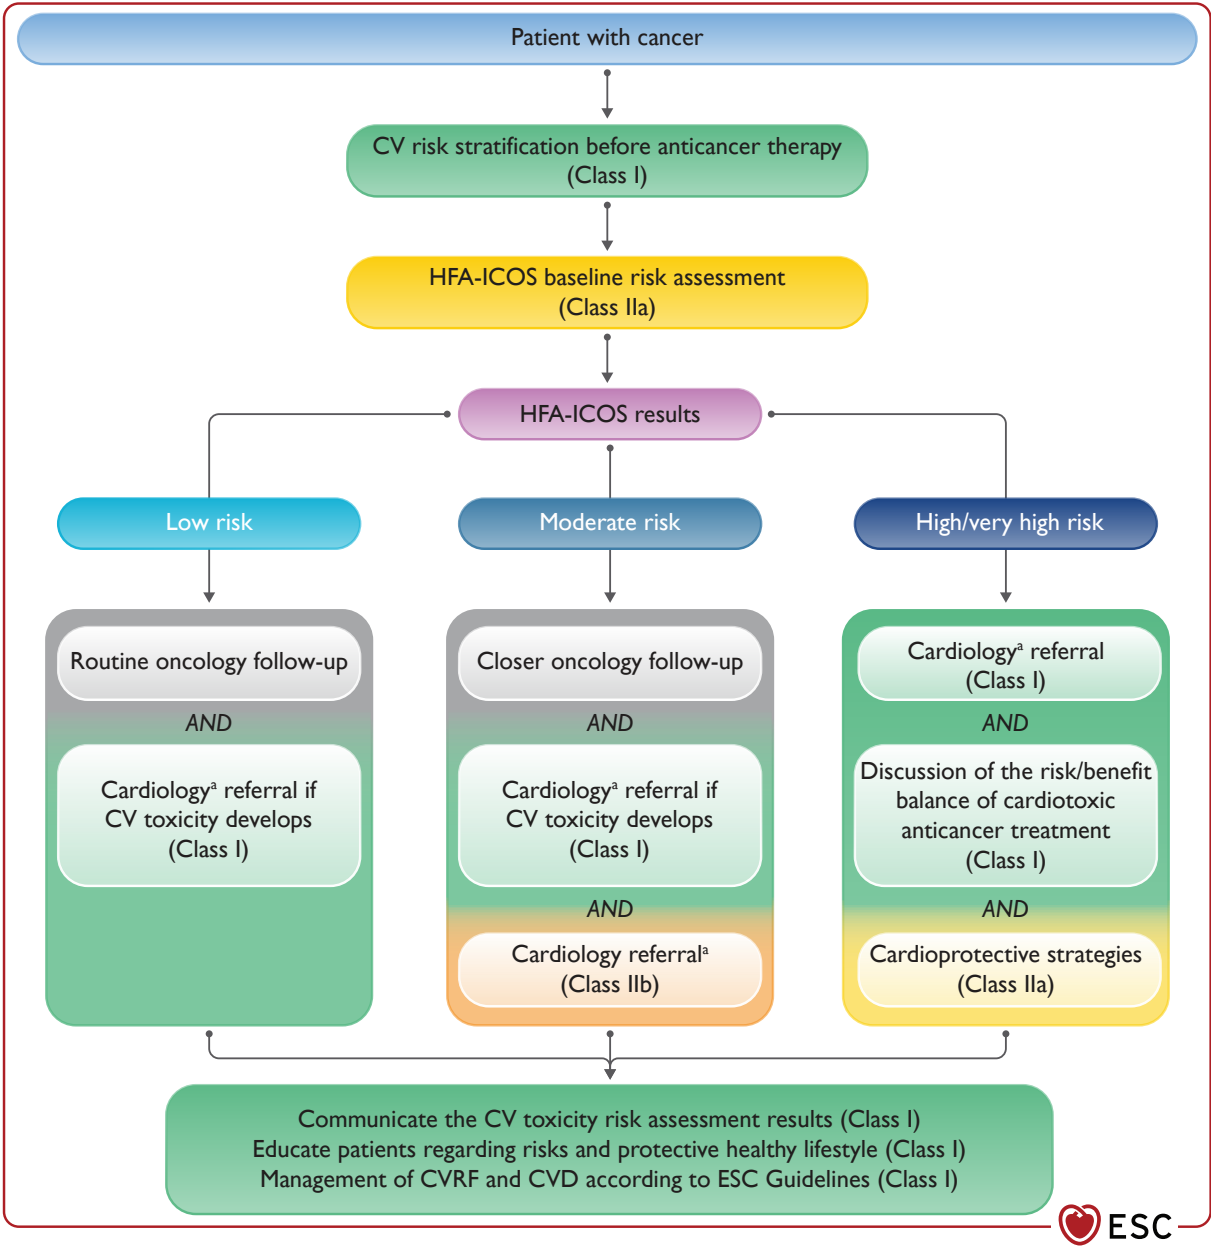 Patient with cancer
CV risk stratification before anticancer therapy
(Class I)
HFA-ICOS baseline risk assessment
(Class IIa)
HFA-ICOS results
Low risk
Moderate risk
High/very high risk
Routine oncology follow-up
AND
Cardiologyᵃ referral if
CV toxicity develops
(Class I)
Closer oncology follow-up
AND
Cardiologyᵃ referral if
CV toxicity develops
(Class I)
AND
Cardiology referralᵃ
(Class IIb)
Cardiologyᵃ referral
(Class I)
AND
Discussion of the risk/benefit
balance of cardiotoxic
anticancer treatment
(Class I)
AND
Cardioprotective strategies
(Class IIa)
Communicate the CV toxicity risk assessment results (Class I)
Educate patients regarding risks and protective healthy lifestyle (Class I)
Management of CVRF and CVD according to ESC Guidelines (Class I)
ESC